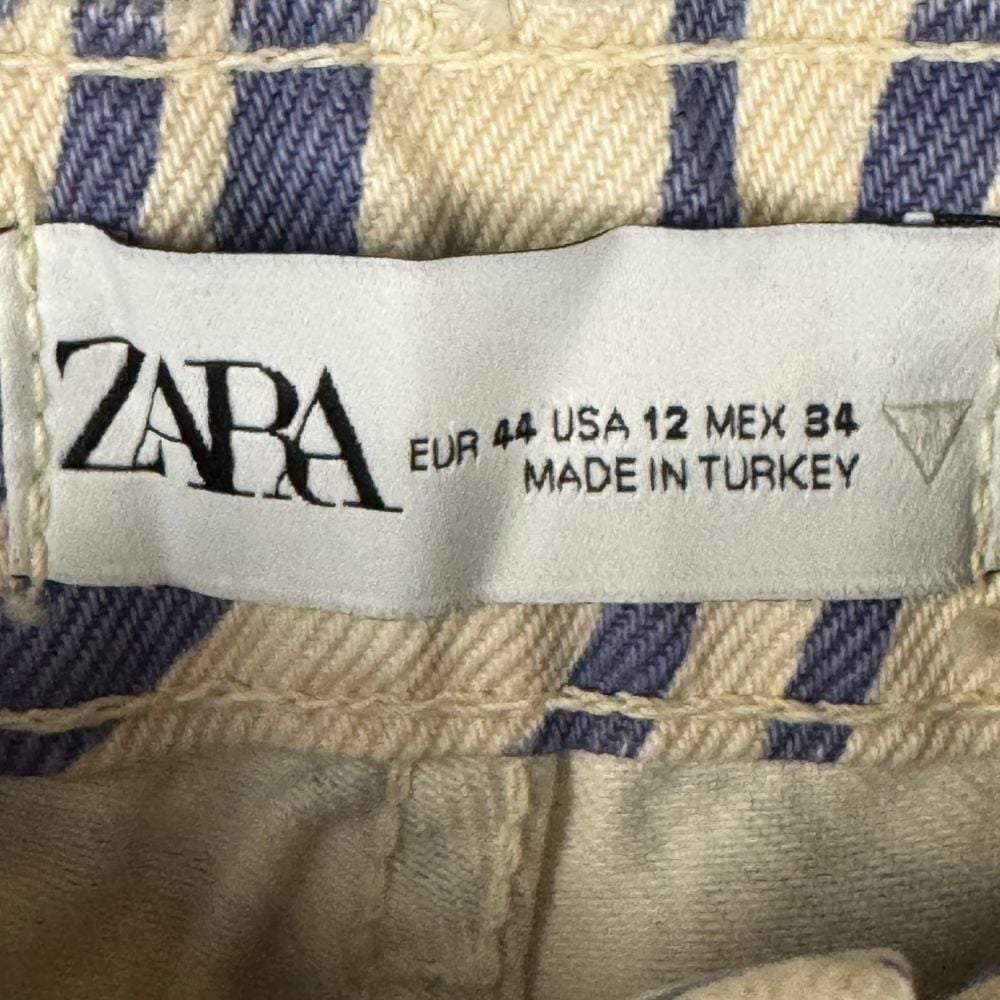 ZARA
EUR 44 USA 12 MEX 34
MADE IN TURKEY